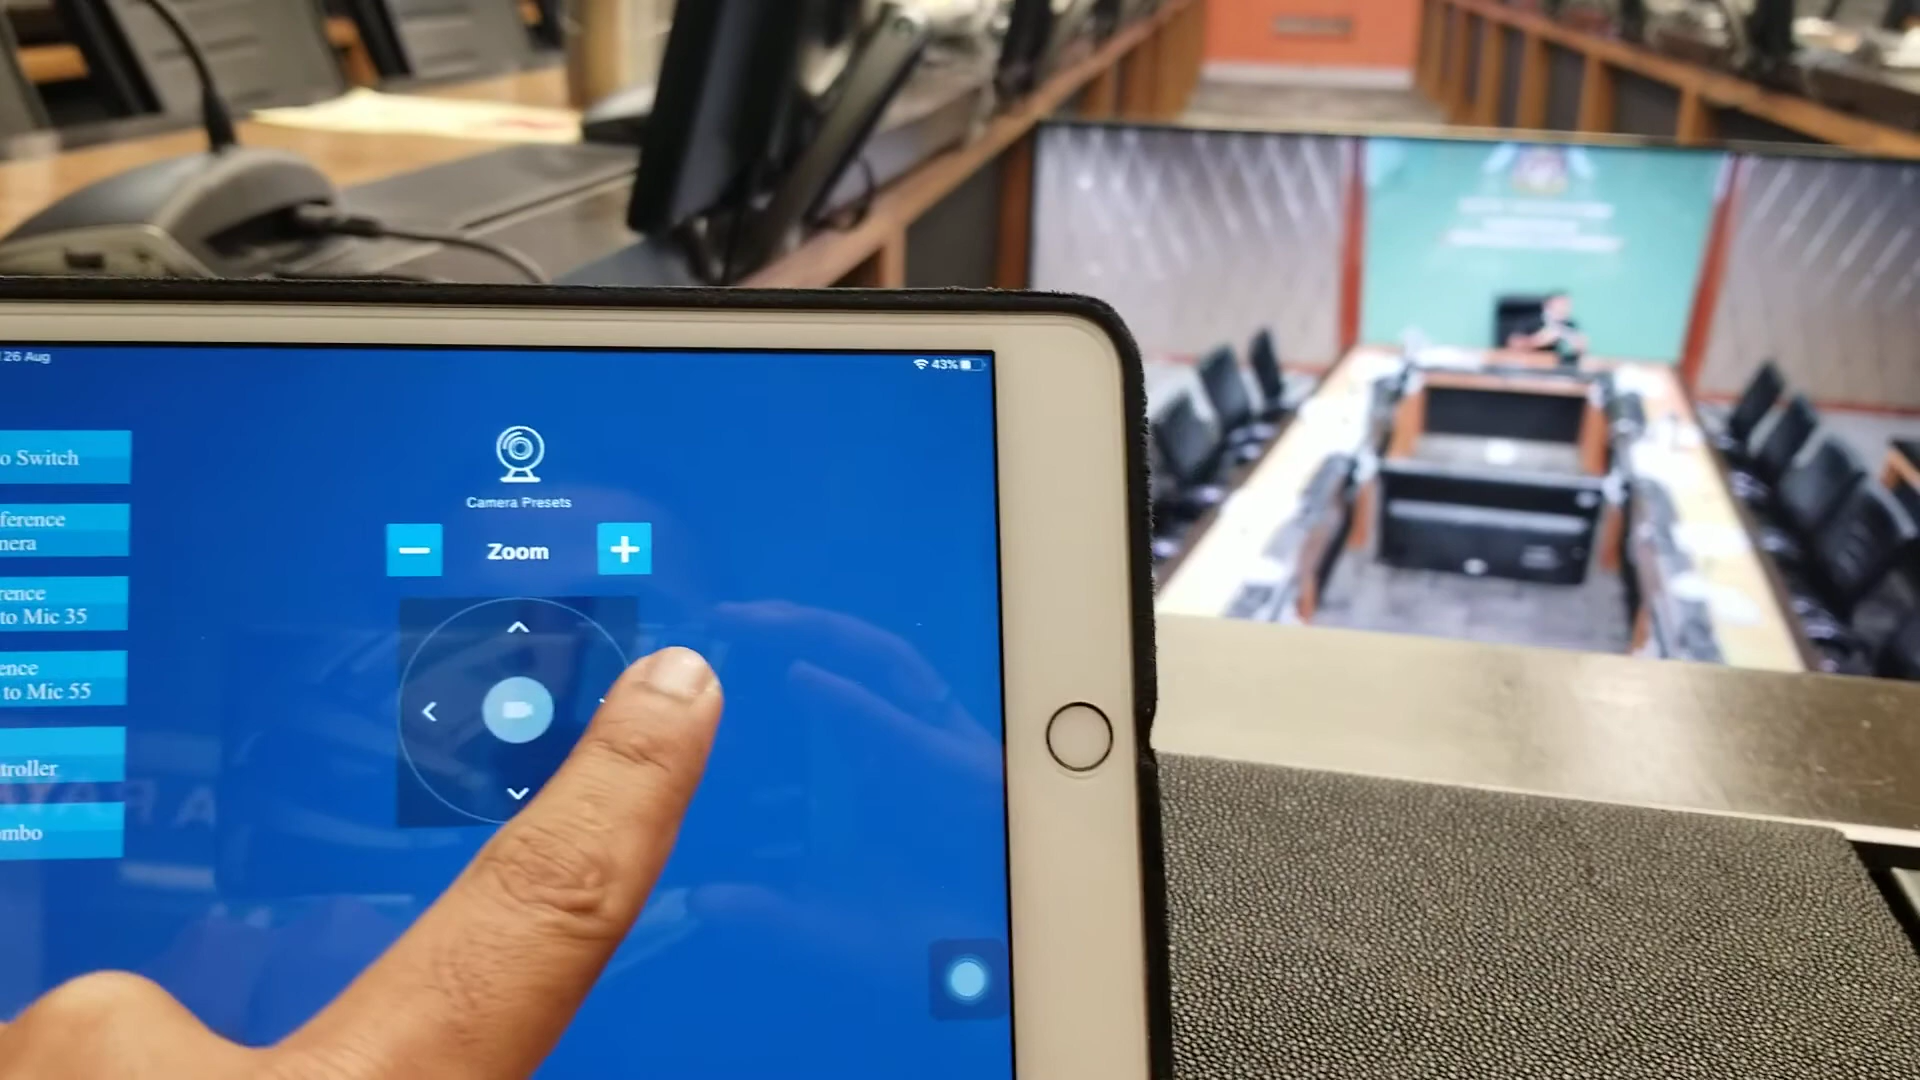 26 Aug
43%
o Switch
ference
nera
rence
to Mic 35
ence
to Mic 55
troller
mbo
Camera Presets
Zoom